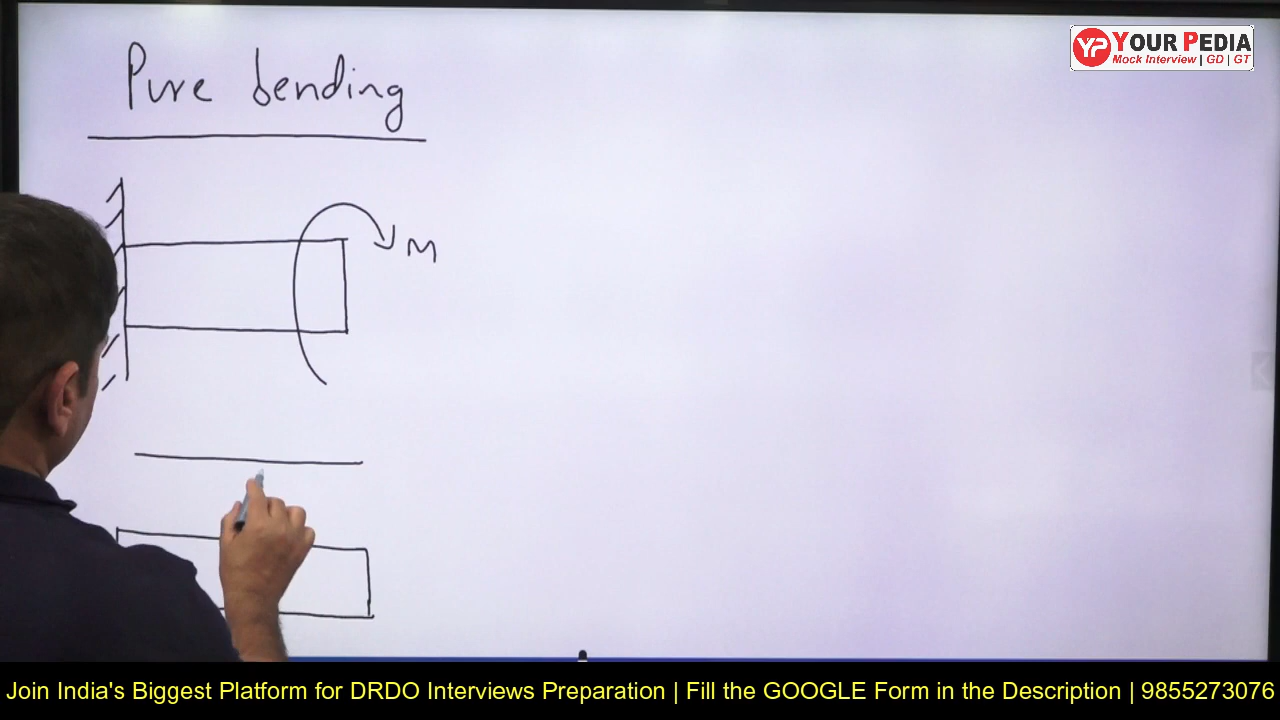 Pure bending
YP YOUR PEDIA
Mock Interview | GD | GT
M
Join India's Biggest Platform for DRDO Interviews Preparation | Fill the GOOGLE Form in the Description | 9855273076